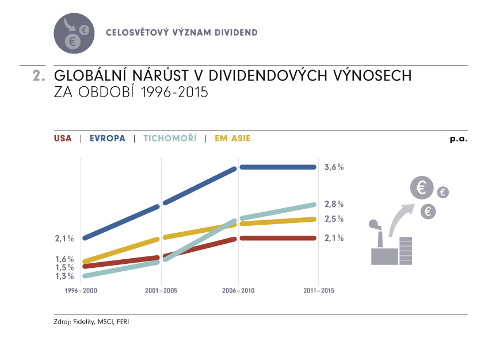 CELOSVĚTOVÝ VÝZNAM DIVIDEND
2. GLOBÁLNÍ NÁRŮST V DIVIDENDOVÝCH VÝNOSECH
ZA OBDOBÍ 1996-2015
USA | EVROPA | TICHOMOŘÍ | EM ASIE
p.a.
3,6%
2,8%
2,5%
2,1%
2,1%
1,6%
1,5%
1,3%
1996–2000
2001–2005
2006–2010
2011–2015
Zdroj: Fidelity, MSCI, FERI